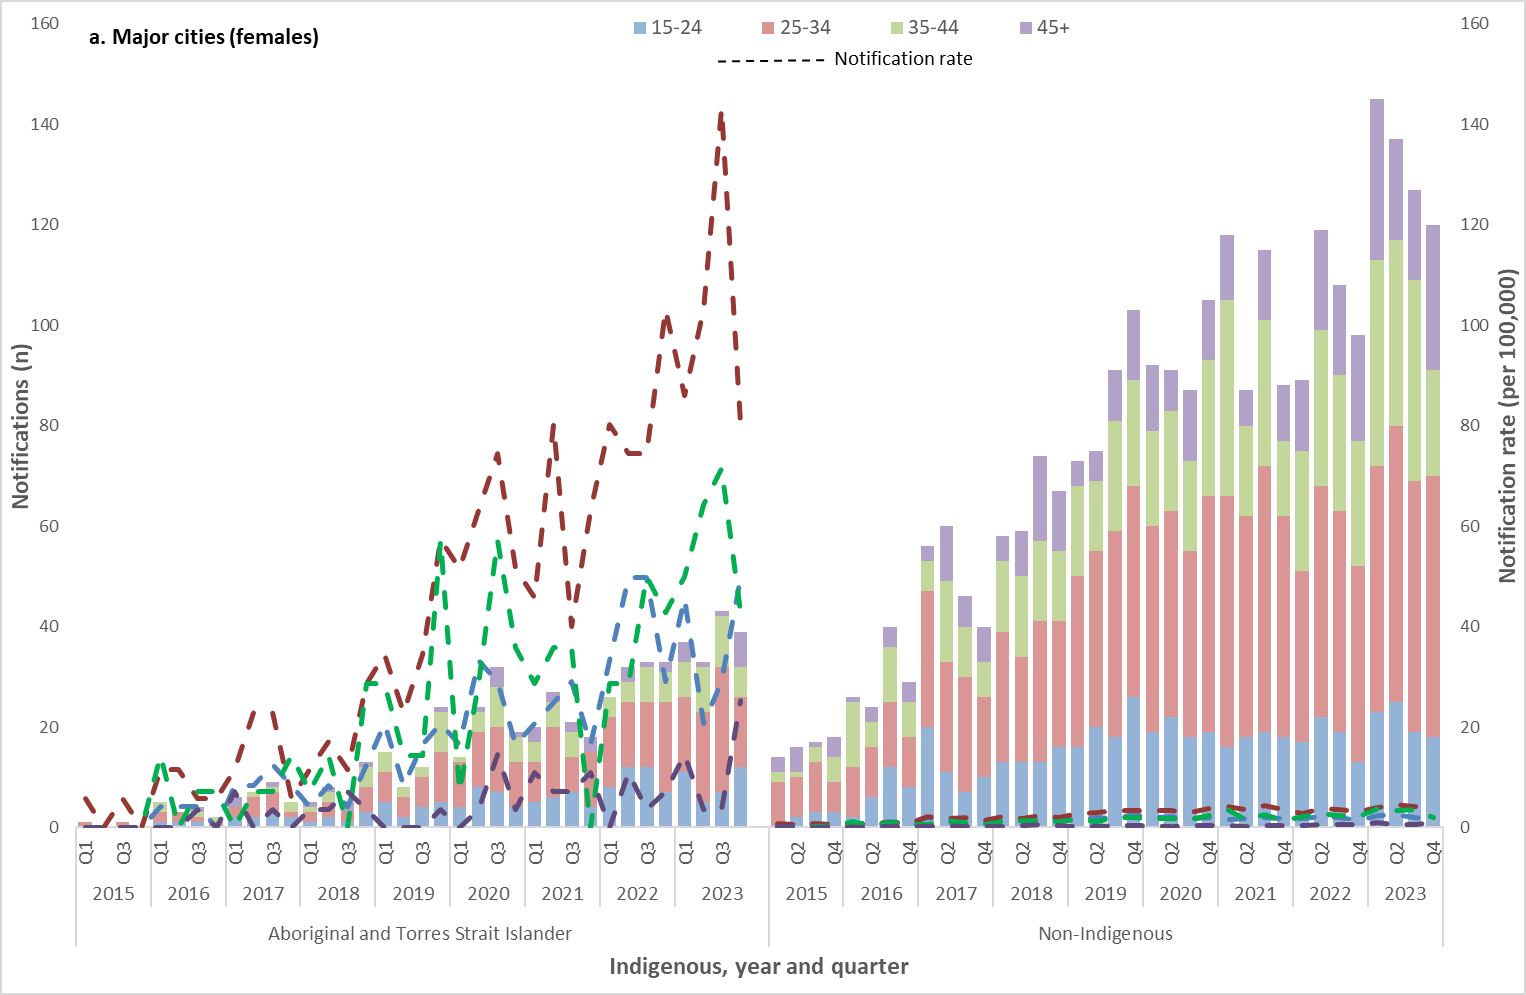 a. Major cities (females)
15-24 25-34 35-44 45+
Notification rate
Notifications (n)
160
140
120
100
80
60
40
20
0
Notification rate (per 100,000)
160
140
120
100
80
60
40
20
0
Q1 Q3 Q1 Q3 Q1 Q3 Q1 Q3 Q1 Q3 Q1 Q3 Q1 Q3 Q1 Q3 Q1 Q3 Q2 Q4 Q2 Q4 Q2 Q4 Q2 Q4 Q2 Q4 Q2 Q4 Q2 Q4 Q2 Q4 Q2 Q4
2015 2016 2017 2018 2019 2020 2021 2022 2023 2015 2016 2017 2018 2019 2020 2021 2022 2023
Aboriginal and Torres Strait Islander Non-Indigenous
Indigenous, year and quarter